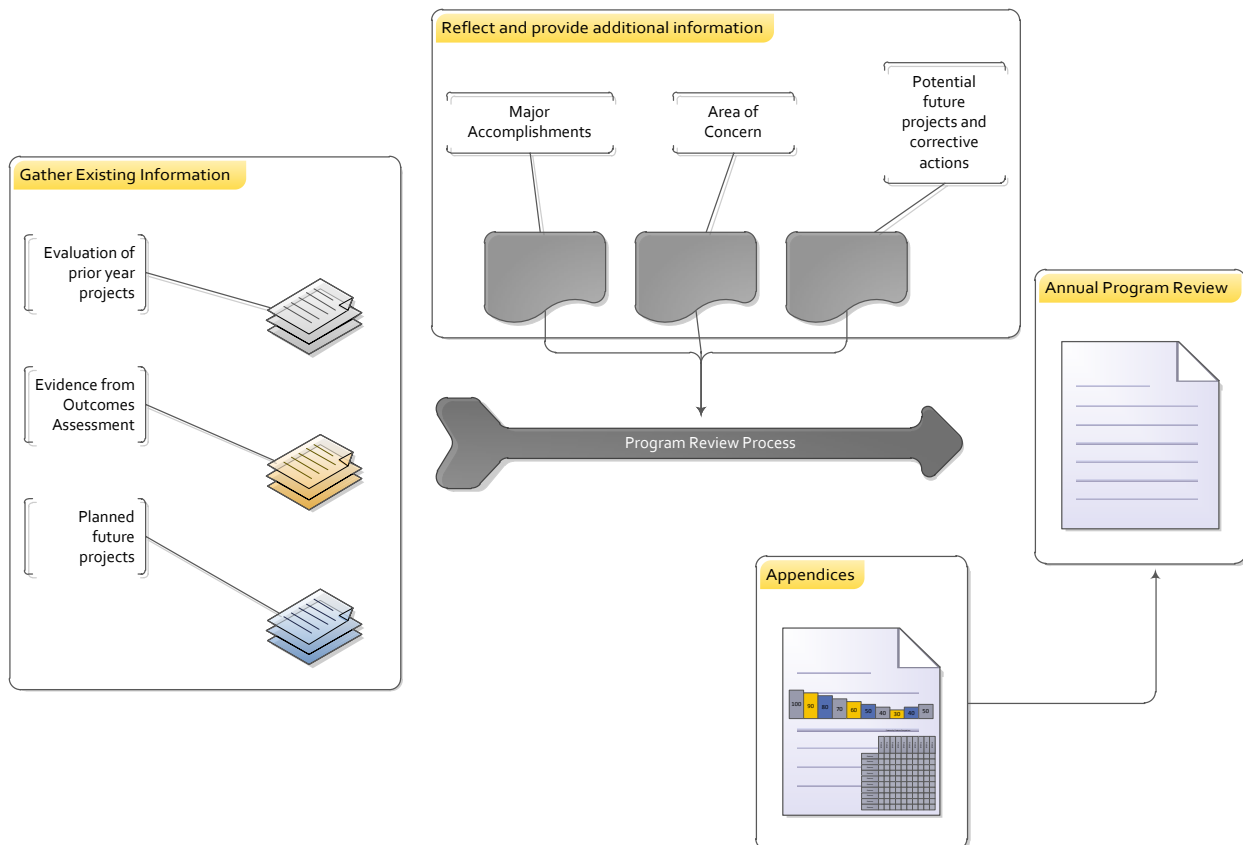 Reflect and provide additional information
Major
Accomplishments
Area of
Concern
Potential
future
projects and
corrective
actions
Gather Existing Information
Evaluation of
prior year
projects
Evidence from
Outcomes
Assessment
Planned
future
projects
Program Review Process
Annual Program Review
Appendices
100 90 80 70 60 50 40 30 40 50